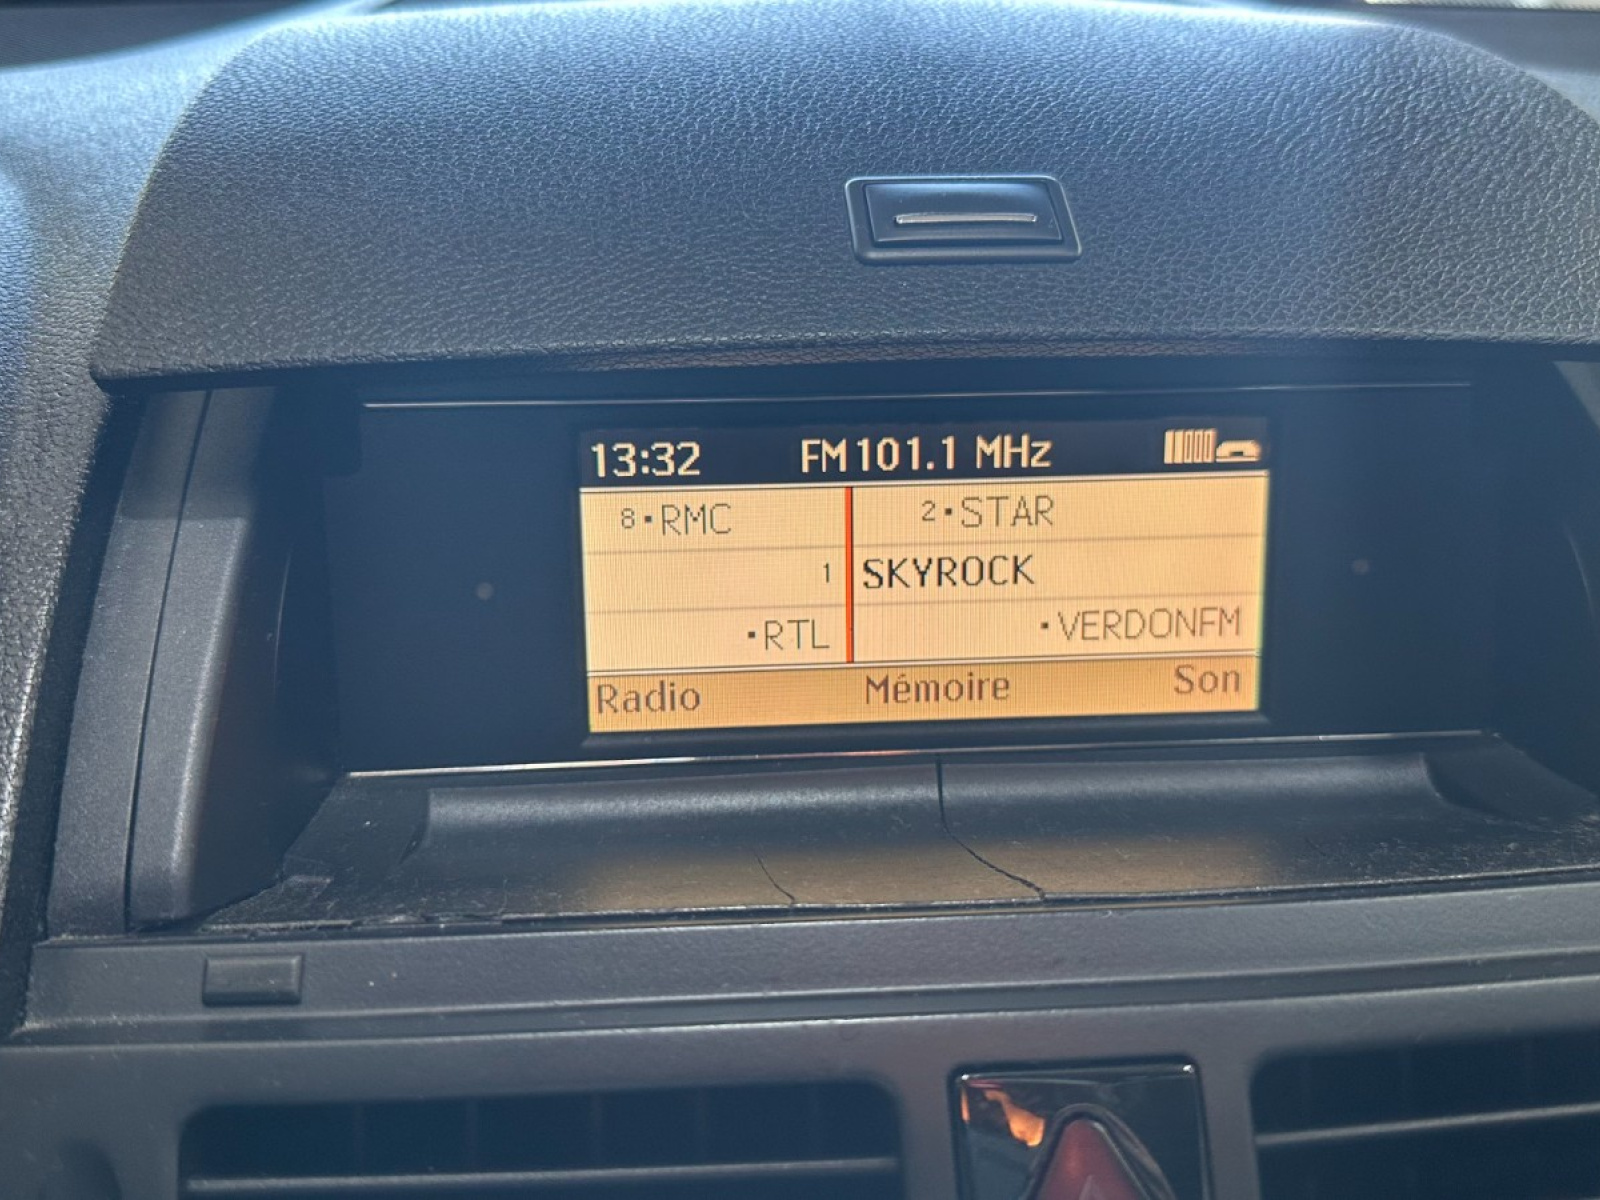 13:32 FM 101.1 MHz
8·RMC 2·STAR
1 SKYROCK
·RTL ·VERDONFM
Radio Mémoire Son